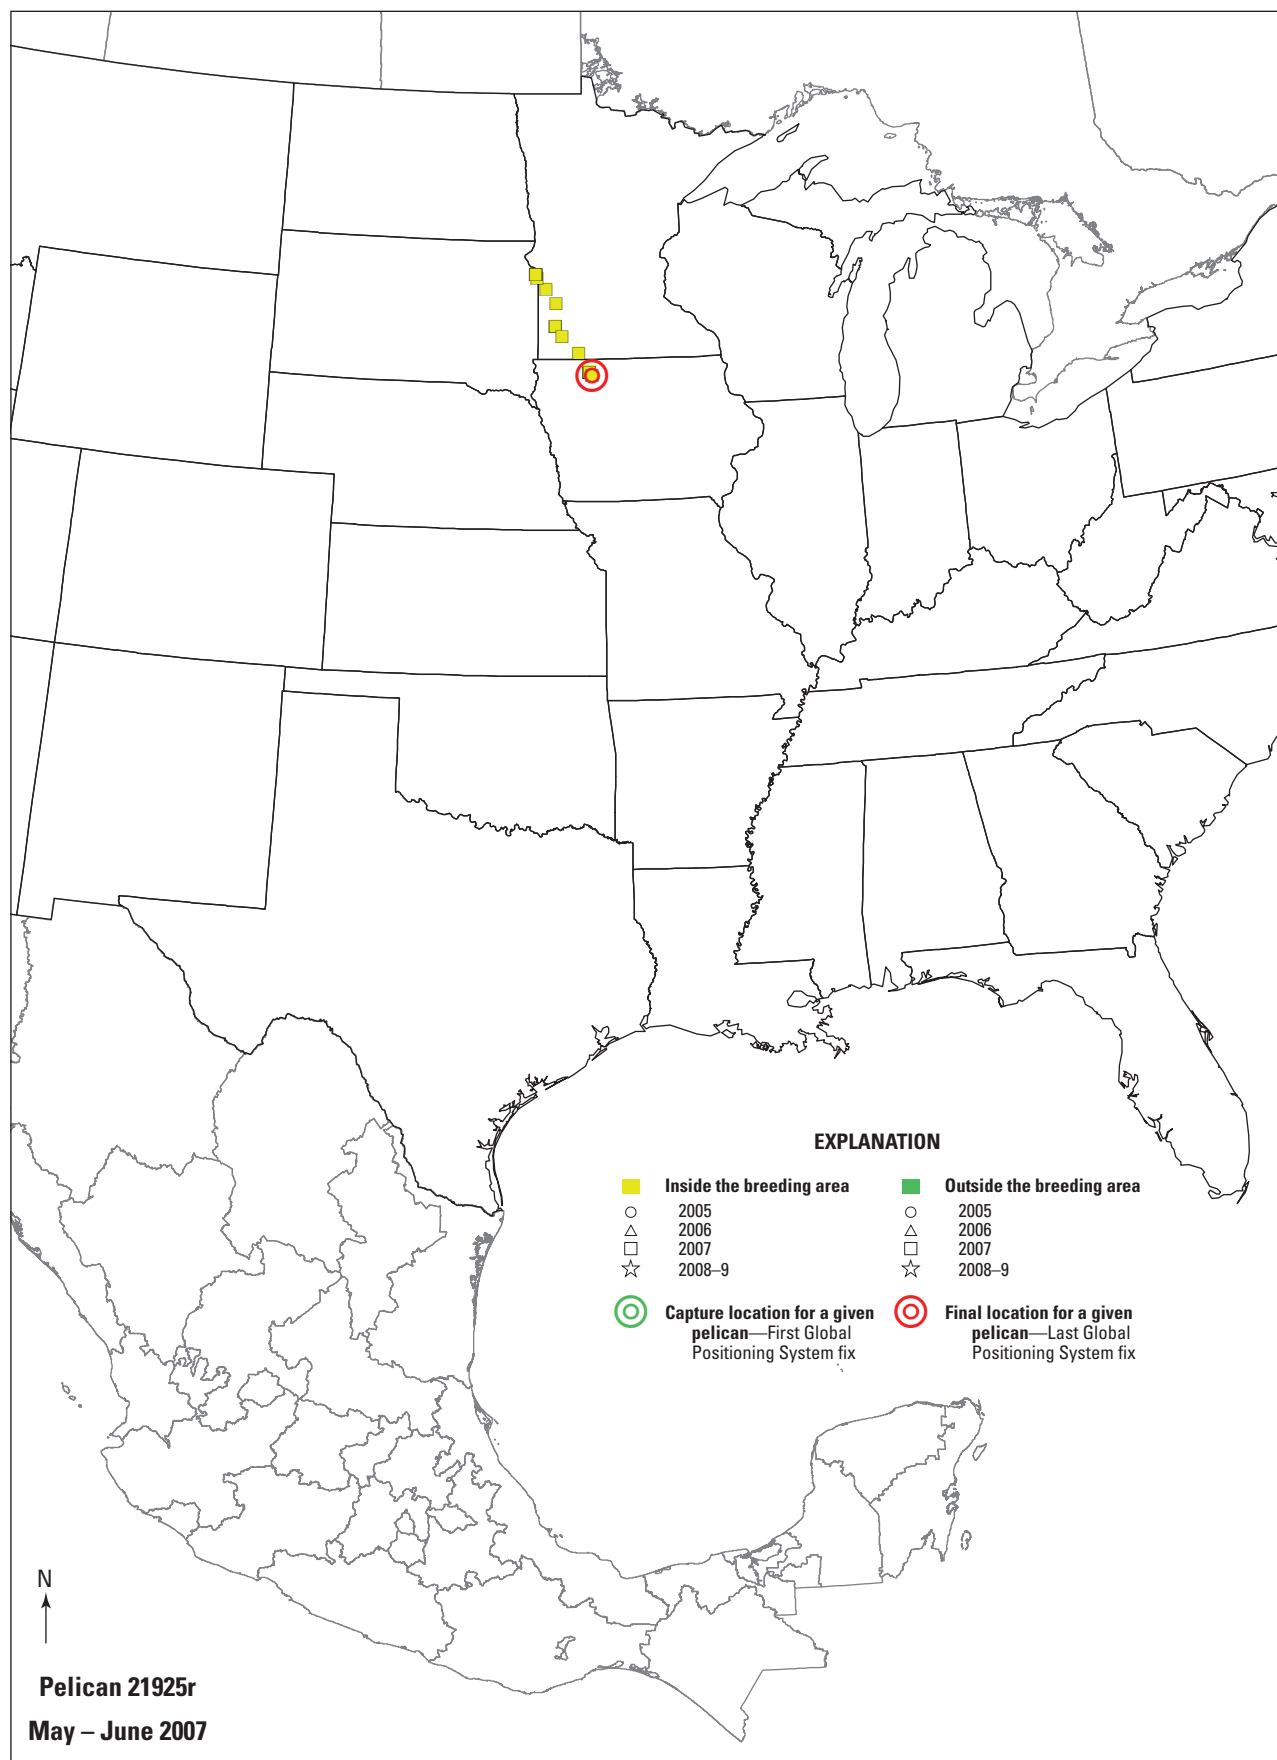 EXPLANATION
Inside the breeding area
2005
2006
2007
2008–9
Capture location for a given
pelican—First Global
Positioning System fix
Outside the breeding area
2005
2006
2007
2008–9
Final location for a given
pelican—Last Global
Positioning System fix
N
Pelican 21925r
May – June 2007